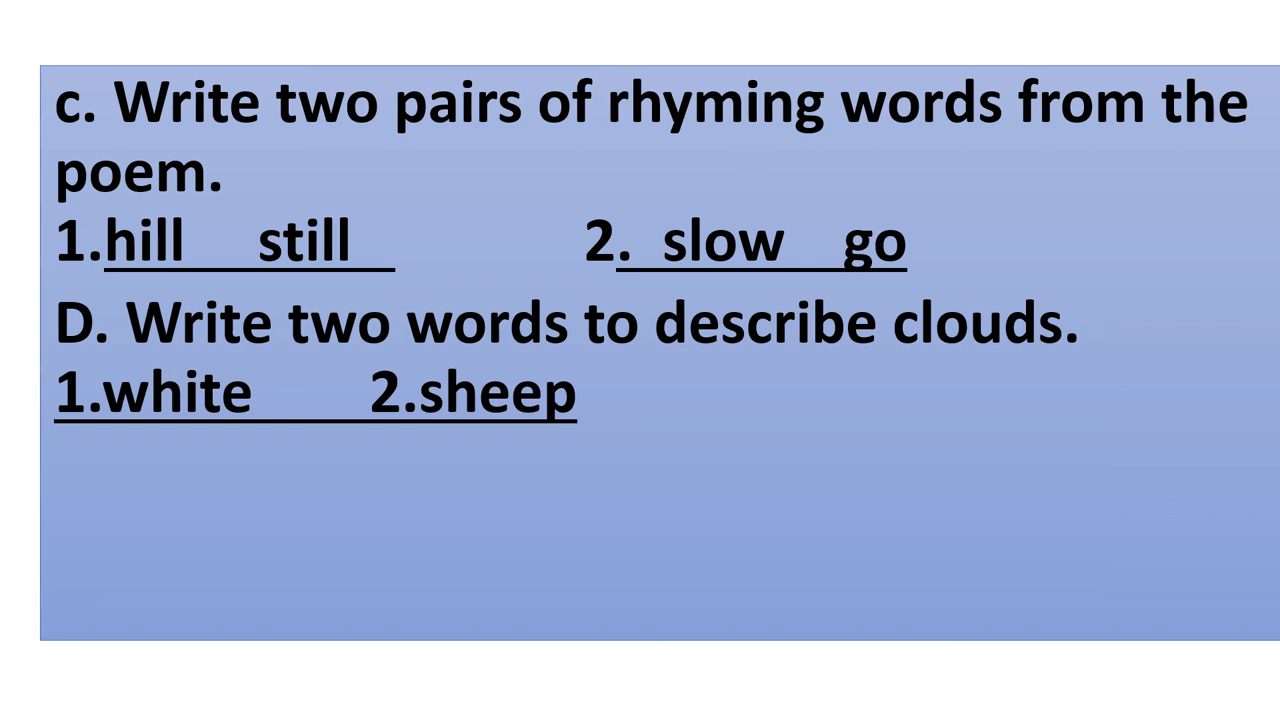 c. Write two pairs of rhyming words from the
poem.
1.hill still 2. slow go
D. Write two words to describe clouds.
1.white 2.sheep